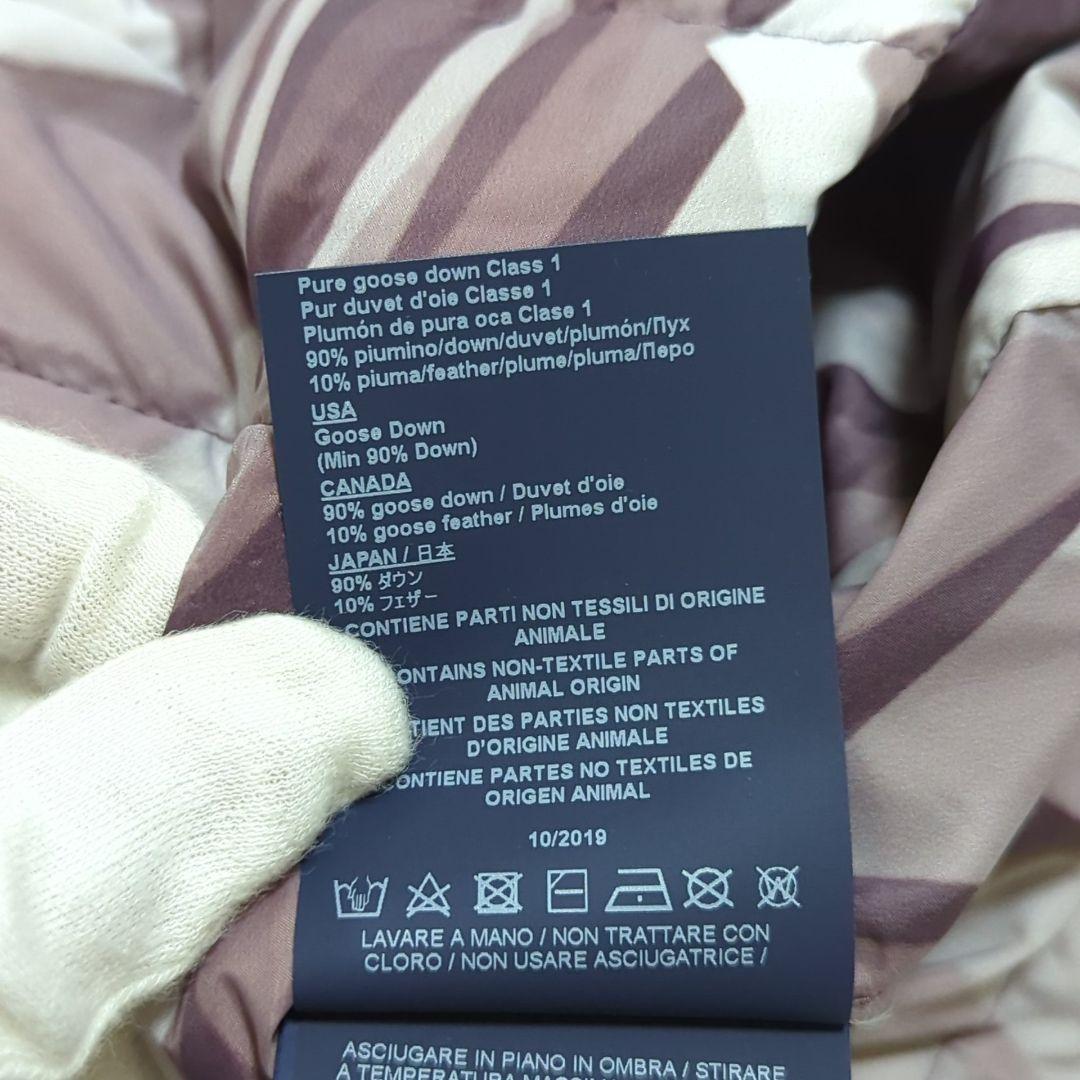 Pure goose down Class 1
Pur duvet d'oie Classe 1
Plumón de pura oca Clase 1
90% piumino/down/duvet/plumón/Пух
10% piuma/feather/plume/pluma/Перо
USA
Goose Down
(Min 90% Down)
CANADA
90% goose down / Duvet d'oie
10% goose feather / Plumes d'oie
JAPAN / 日本
90% ダウン
10% フェザー
CONTIENE PARTI NON TESSILI DI ORIGINE
ANIMALE
ONTAINS NON-TEXTILE PARTS OF
ANIMAL ORIGIN
TIENT DES PARTIES NON TEXTILES
D'ORIGINE ANIMALE
ONTIENE PARTES NO TEXTILES DE
ORIGEN ANIMAL
10/2019
LAVARE A MANO / NON TRATTARE CON
CLORO / NON USARE ASCIUGATRICE /
ASCIUGARE IN PIANO IN OMBRA / STIRARE
A TEMPERATURA